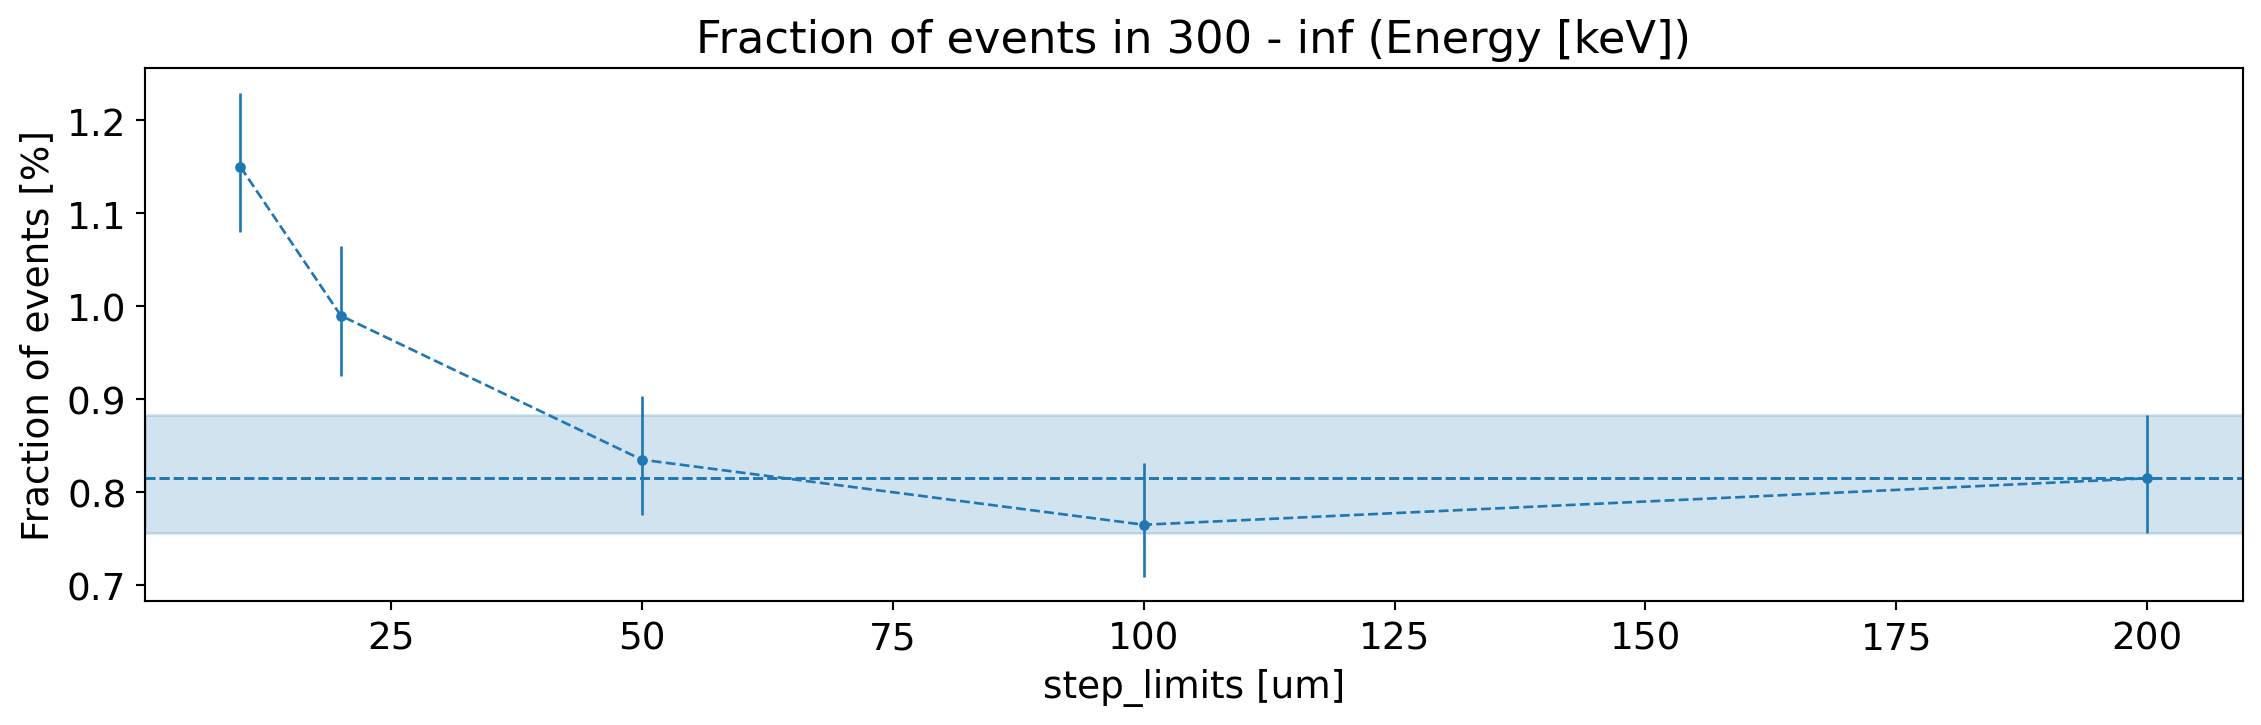 Fraction of events in 300 - inf (Energy [keV])
Fraction of events [%]
1.2
1.1
1.0
0.9
0.8
0.7
25 50 75 100 125 150 175 200
step_limits [um]